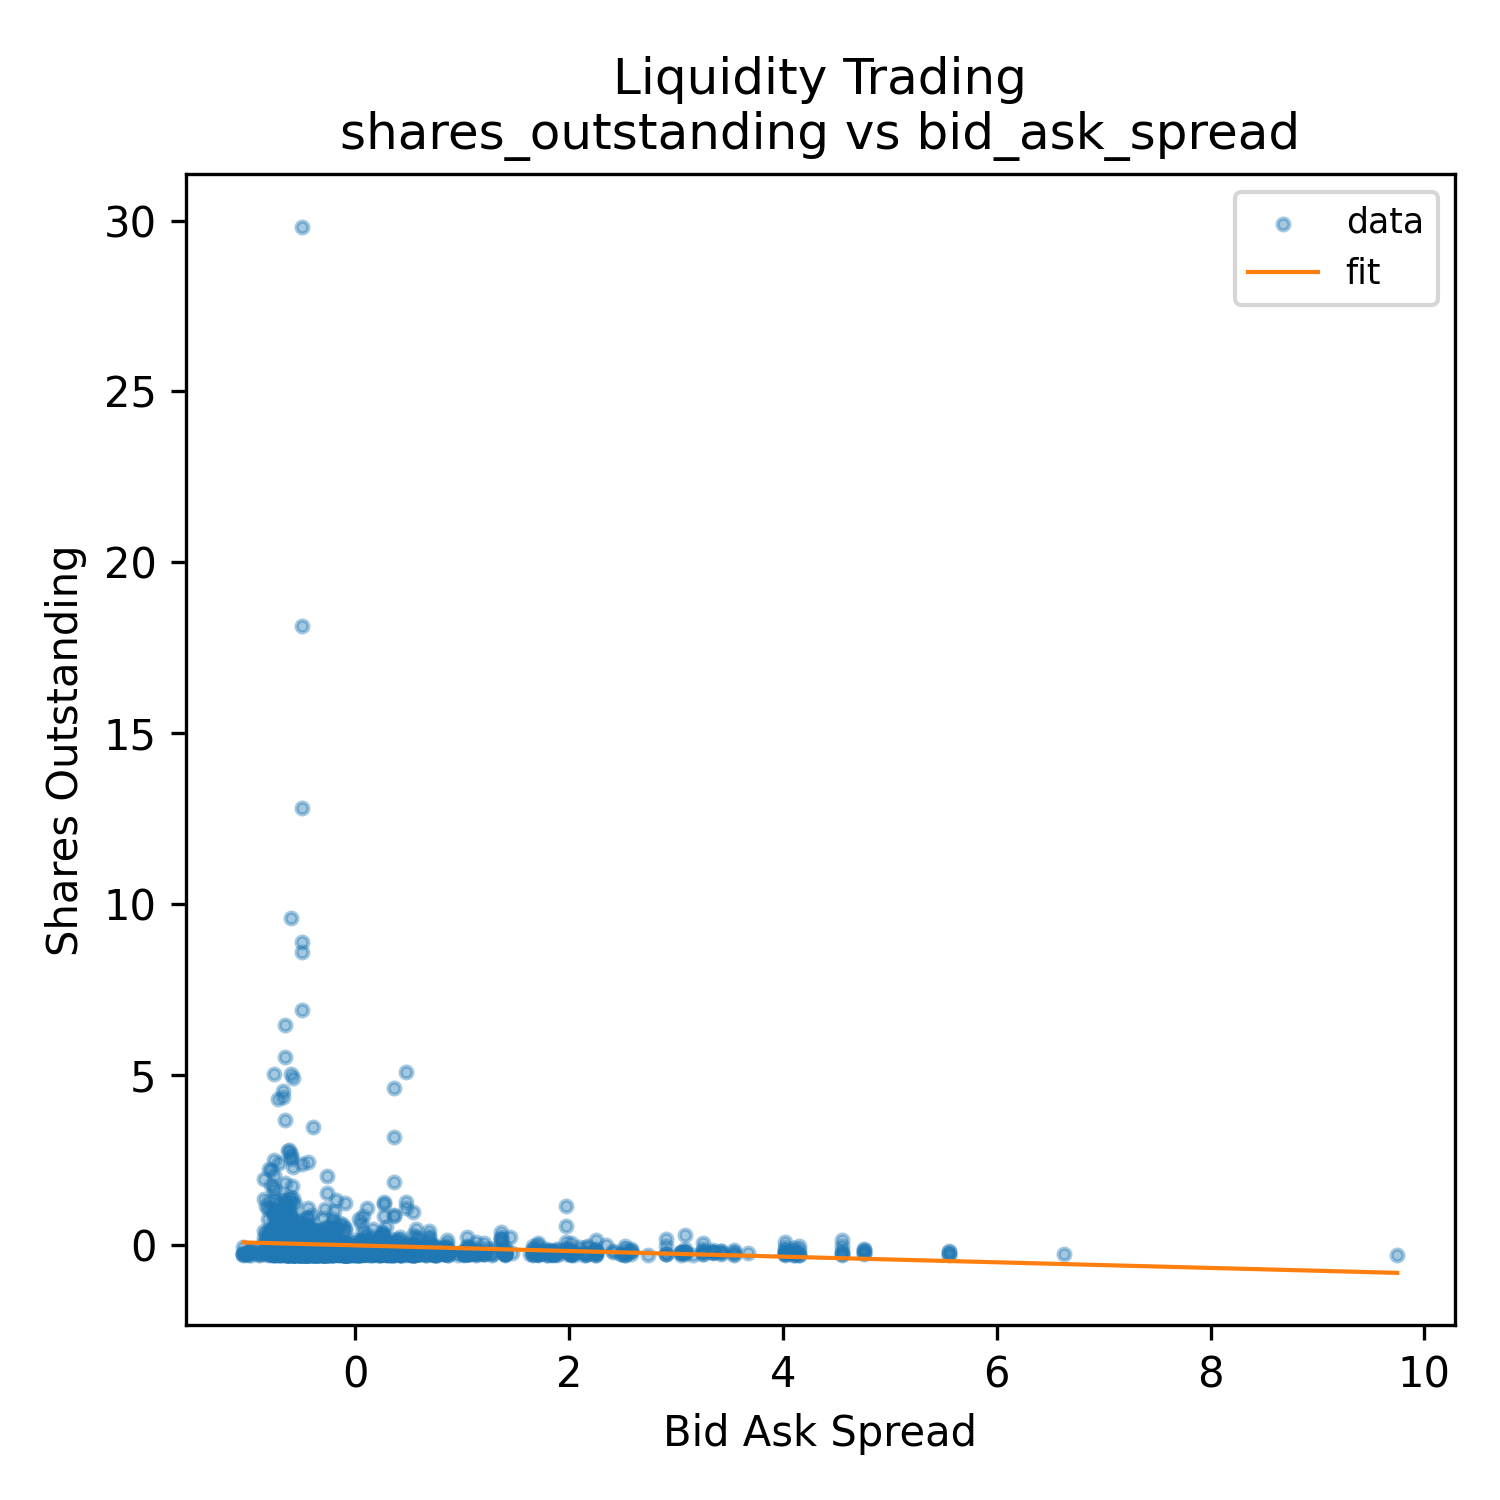 Liquidity Trading
shares_outstanding vs bid_ask_spread
data
fit
30
25
20
15
10
5
0
Shares Outstanding
0 2 4 6 8 10
Bid Ask Spread